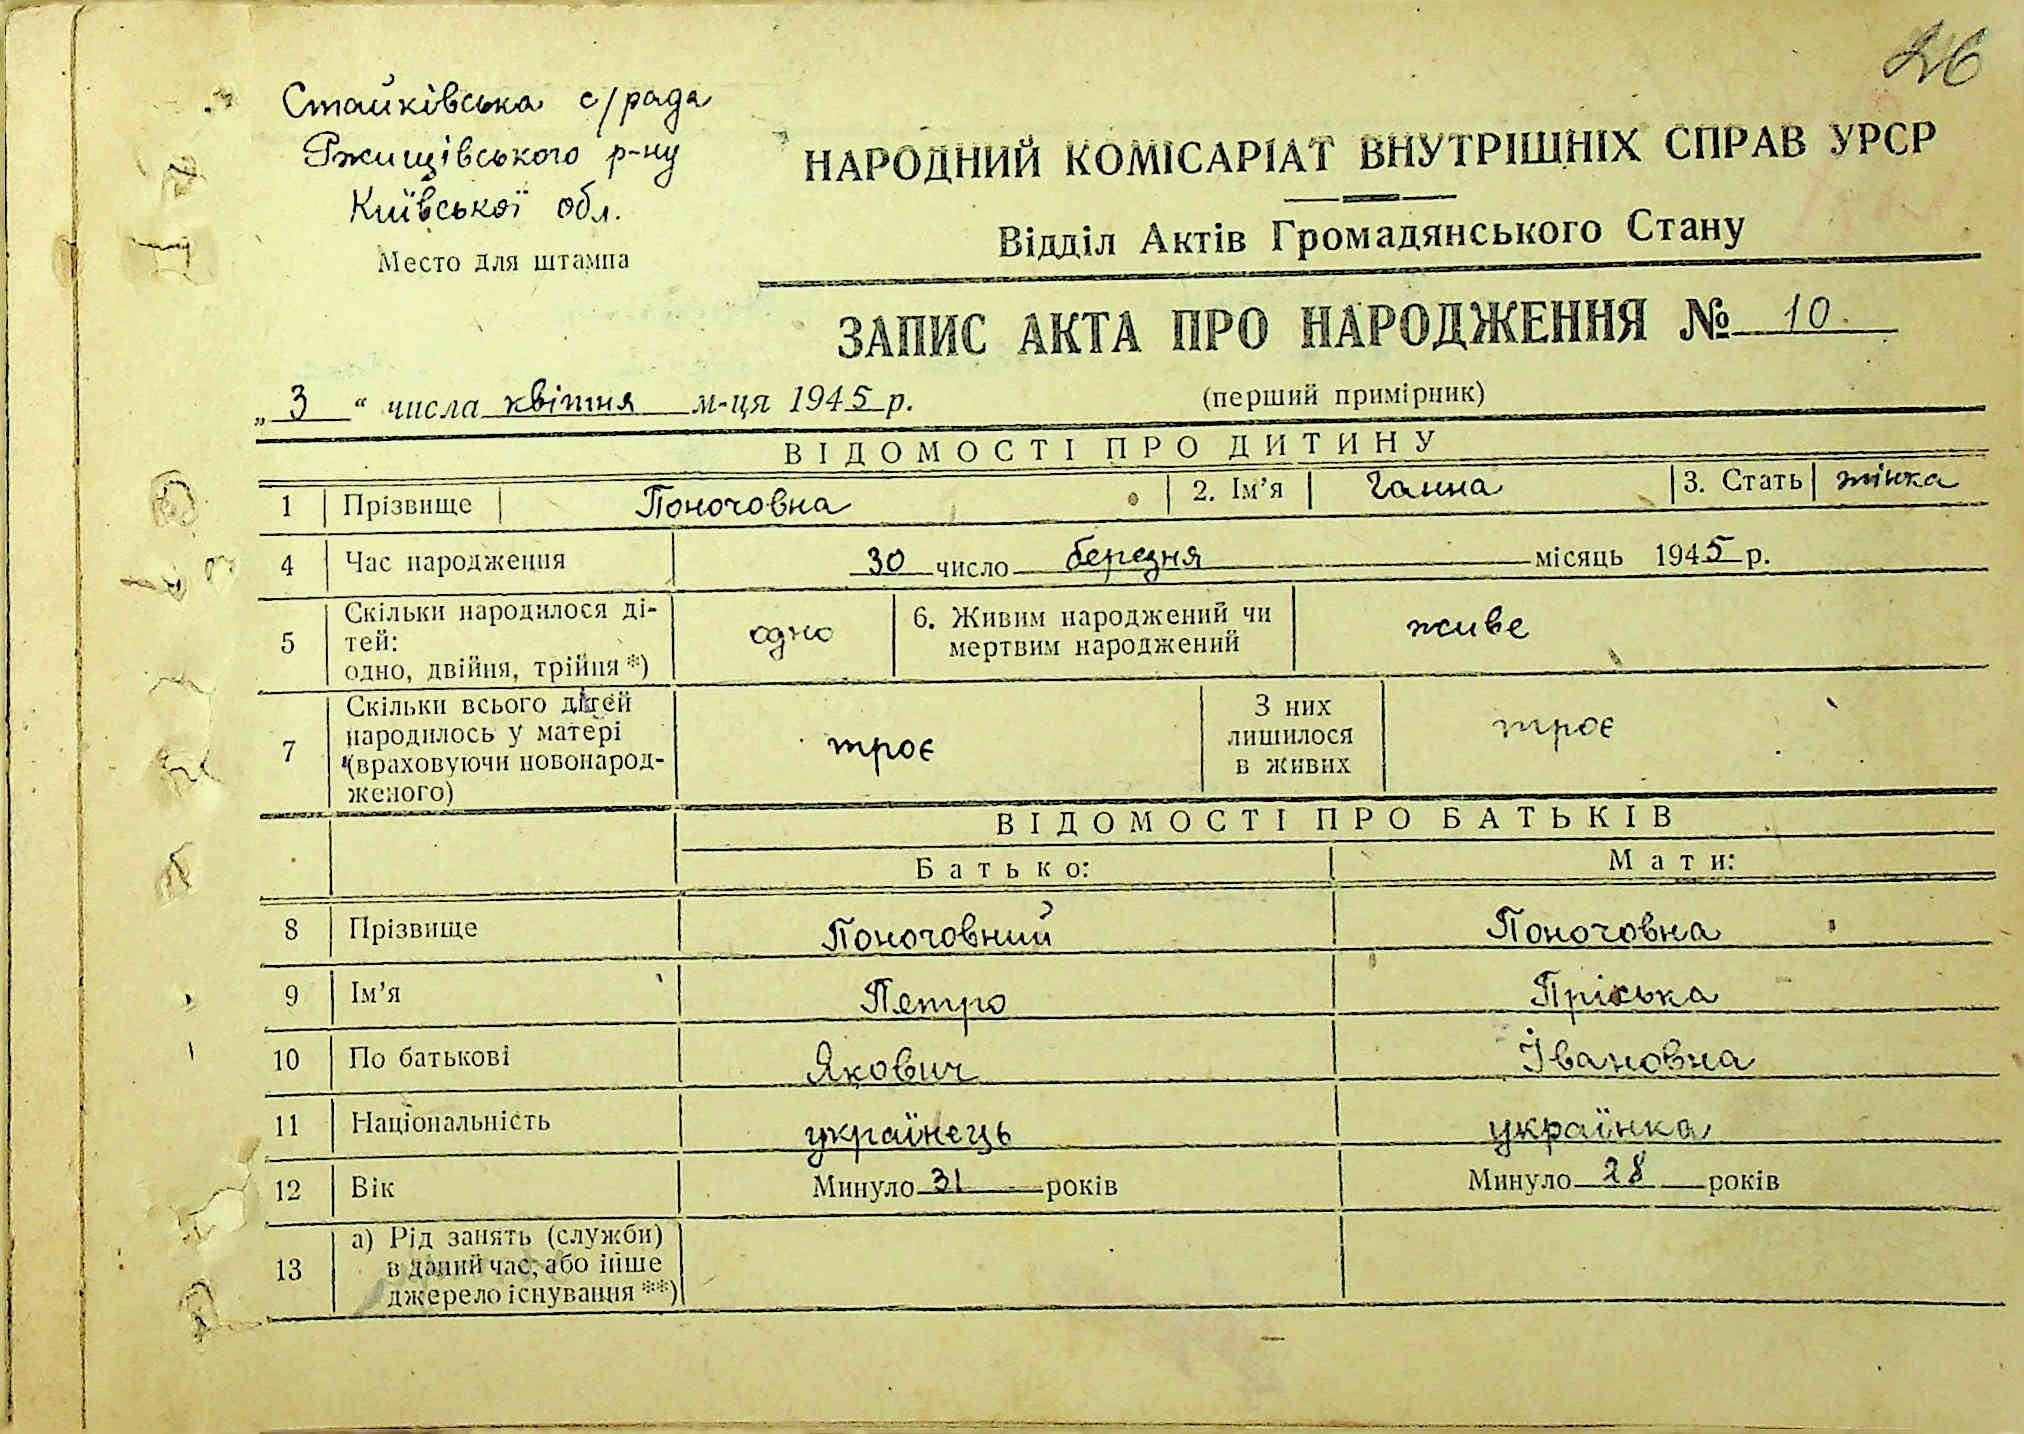 26
Стайківська с/рада
Ржищівського р-ну
Київської обл.
Место для штампа
НАРОДНИЙ КОМІСАРІАТ ВНУТРІШНІХ СПРАВ УРСР
Відділ Актів Громадянського Стану
ЗАПИС АКТА ПРО НАРОДЖЕННЯ № 10
„3“ числа квітня м-ця 1945 р.
(перший примірник)
ВІДОМОСТІ ПРО ДИТИНУ
1 Прізвище Поночовна 2. Ім’я Ганна 3. Стать жінка
4 Час народження 30 число березня місяць 1945 р.
5 Скільки народилося ді-
тей:
одно, двійня, трійня *) одно
6. Живим народжений чи
мертвим народжений живе
7 Скільки всього дітей
народилось у матері
(враховуючи новонарод-
женого) троє
З них
лишилося
в живих троє
ВІДОМОСТІ ПРО БАТЬКІВ
Батько: Мати:
8 Прізвище Поночовний Поночовна
9 Ім’я Петро Пріська
10 По батькові Якович Івановна
11 Національність українець українка
12 Вік Минуло 31 років Минуло 28 років
13 а) Рід занять (служби)
в даний час, або інше
джерело існування **)